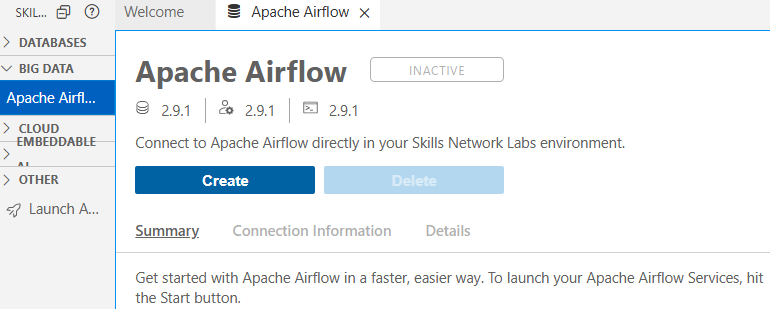 SKIL...
Welcome
Apache Airflow
DATABASES
BIG DATA
Apache Airfl...
CLOUD
EMBEDDABLE
AI
OTHER
Launch A...
Apache Airflow
INACTIVE
2.9.1
2.9.1
2.9.1
Connect to Apache Airflow directly in your Skills Network Labs environment.
Create
Delete
Summary
Connection Information
Details
Get started with Apache Airflow in a faster, easier way. To launch your Apache Airflow Services, hit
the Start button.